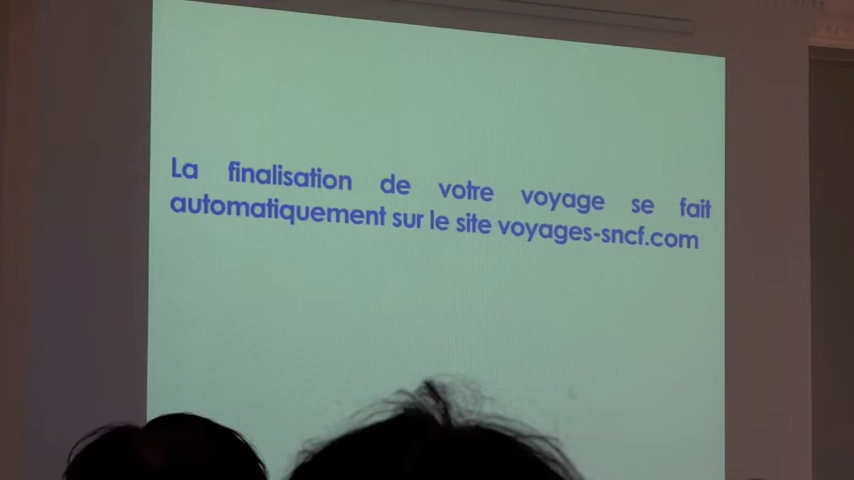 La finalisation de votre voyage se fait
automatiquement sur le site voyages-sncf.com